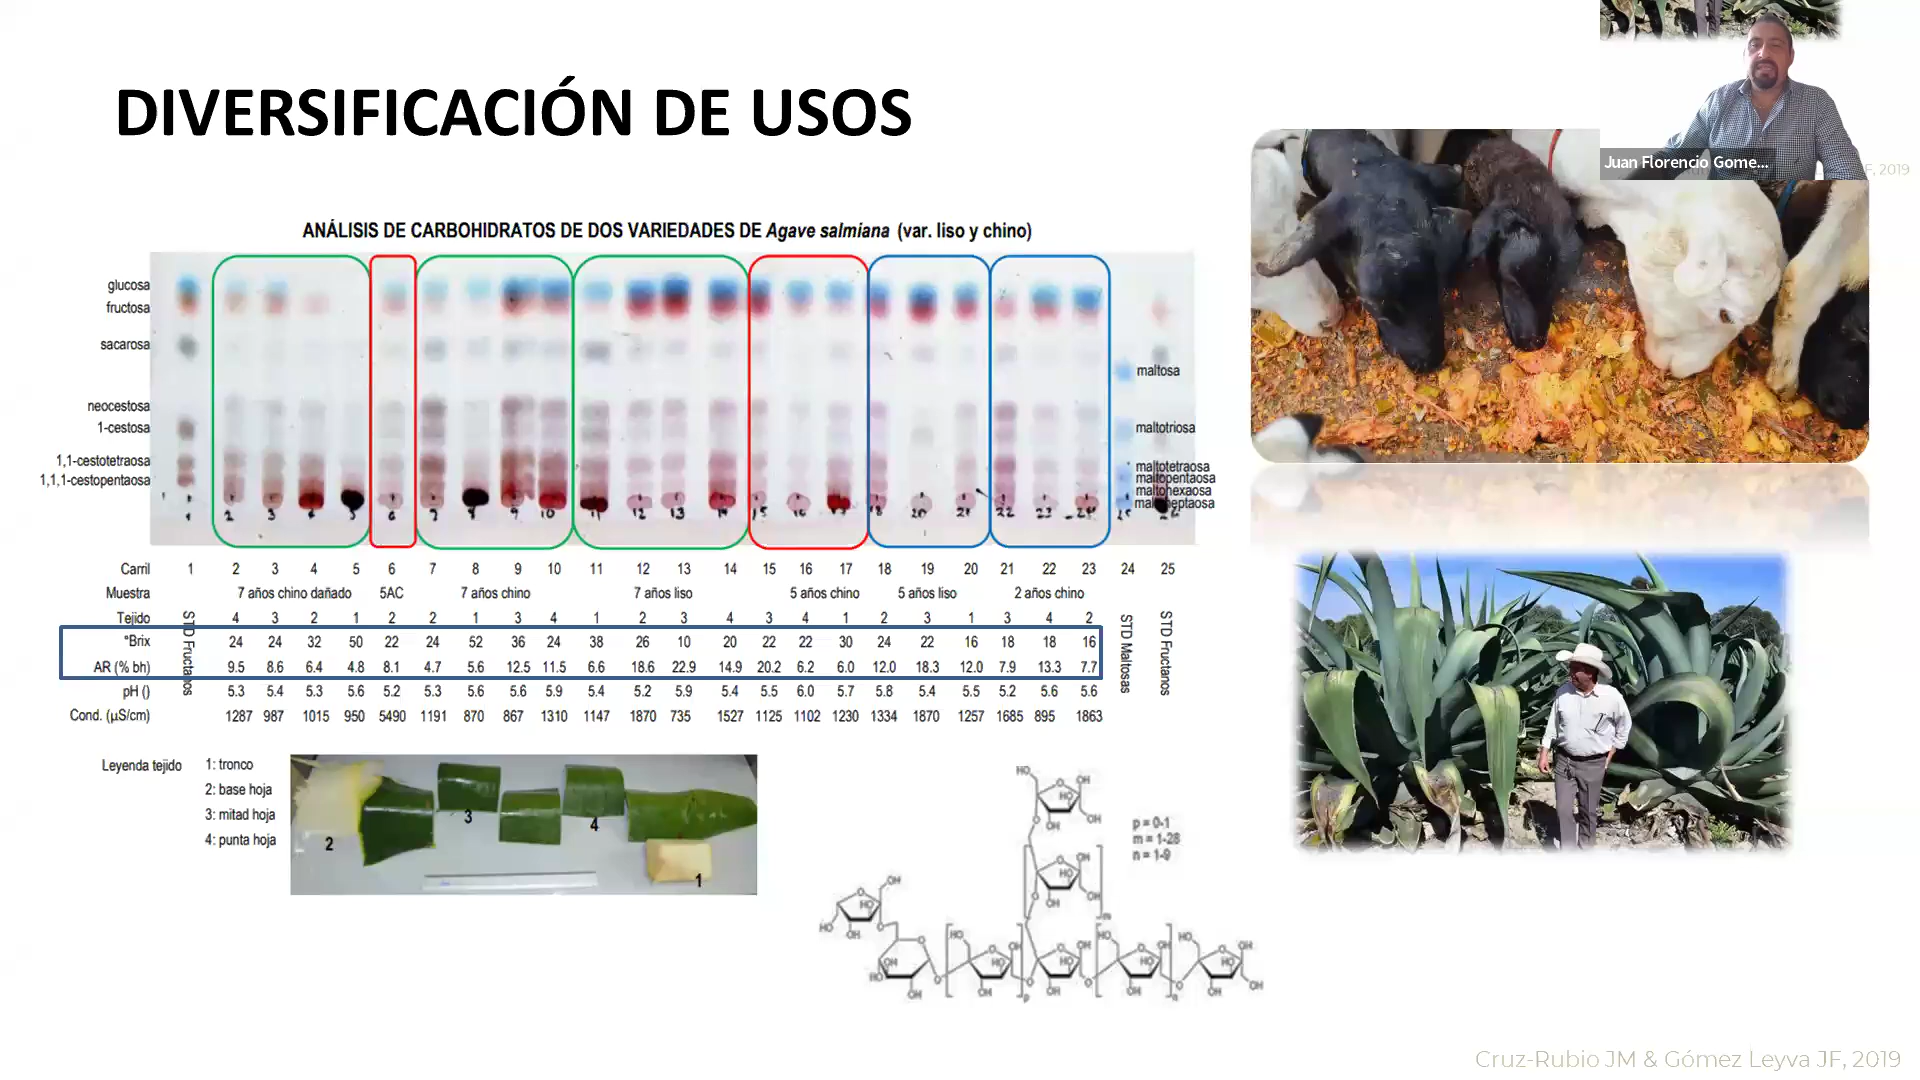 DIVERSIFICACIÓN DE USOS
Juan Florencio Gome...
F, 2019
ANÁLISIS DE CARBOHIDRATOS DE DOS VARIEDADES DE Agave salmiana (var. liso y chino)
glucosa
fructosa
sacarosa
neocestosa
1-cestosa
1,1-cestotetraosa
1,1,1-cestopentaosa
maltosa
maltotriosa
maltotetraosa
maltopentaosa
maltohexaosa
maltoheptaosa
Carril 1 2 3 4 5 6 7 8 9 10 11 12 13 14 15 16 17 18 19 20 21 22 23 24 25
Muestra 7 años chino dañado 5AC 7 años chino 7 años liso 5 años chino 5 años liso 2 años chino
Tejido 4 3 2 1 2 2 1 3 4 1 2 3 4 3 4 1 2 3 1 3 4 2
°Brix 24 24 32 50 22 24 52 36 24 38 26 10 20 22 22 30 24 22 16 18 18 16
AR (% bh) 9.5 8.6 6.4 4.8 8.1 4.7 5.6 12.5 11.5 6.6 18.6 22.9 14.9 20.2 6.2 6.0 12.0 18.3 12.0 7.9 13.3 7.7
pH () 5.3 5.4 5.3 5.6 5.2 5.3 5.6 5.6 5.9 5.4 5.2 5.9 5.4 5.5 6.0 5.7 5.8 5.4 5.5 5.2 5.6 5.6
Cond. (µS/cm) 1287 987 1015 950 5490 1191 870 867 1310 1147 1870 735 1527 1125 1102 1230 1334 1870 1257 1685 895 1863
STD Fructanos
STD Maltosas
STD Fructanos
Leyenda tejido
1: tronco
2: base hoja
3: mitad hoja
4: punta hoja
2
3
4
1
p = 0-1
m = 1-28
n = 1-9
Cruz-Rubio JM & Gómez Leyva JF, 2019